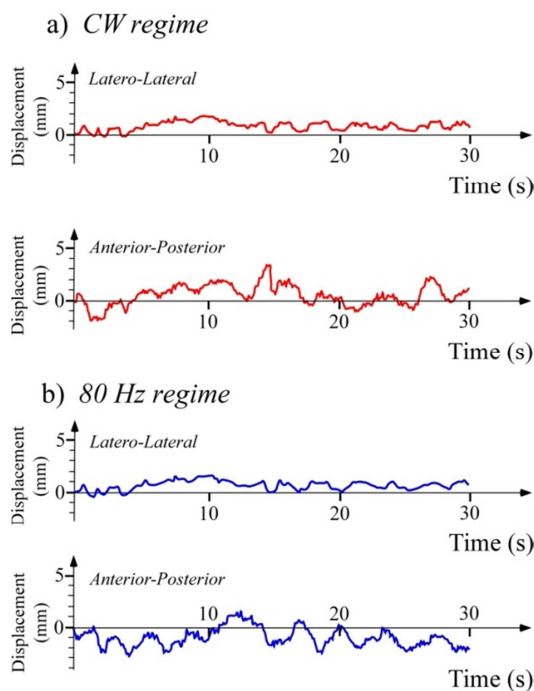 a) CW regime
Displacement
(mm)
5
0
Latero-Lateral
10
20
30
Time (s)
Displacement
(mm)
5
0
Anterior-Posterior
10
20
30
Time (s)
b) 80 Hz regime
Displacement
(mm)
5
0
Latero-Lateral
10
20
30
Time (s)
Displacement
(mm)
5
0
Anterior-Posterior
10
20
30
Time (s)